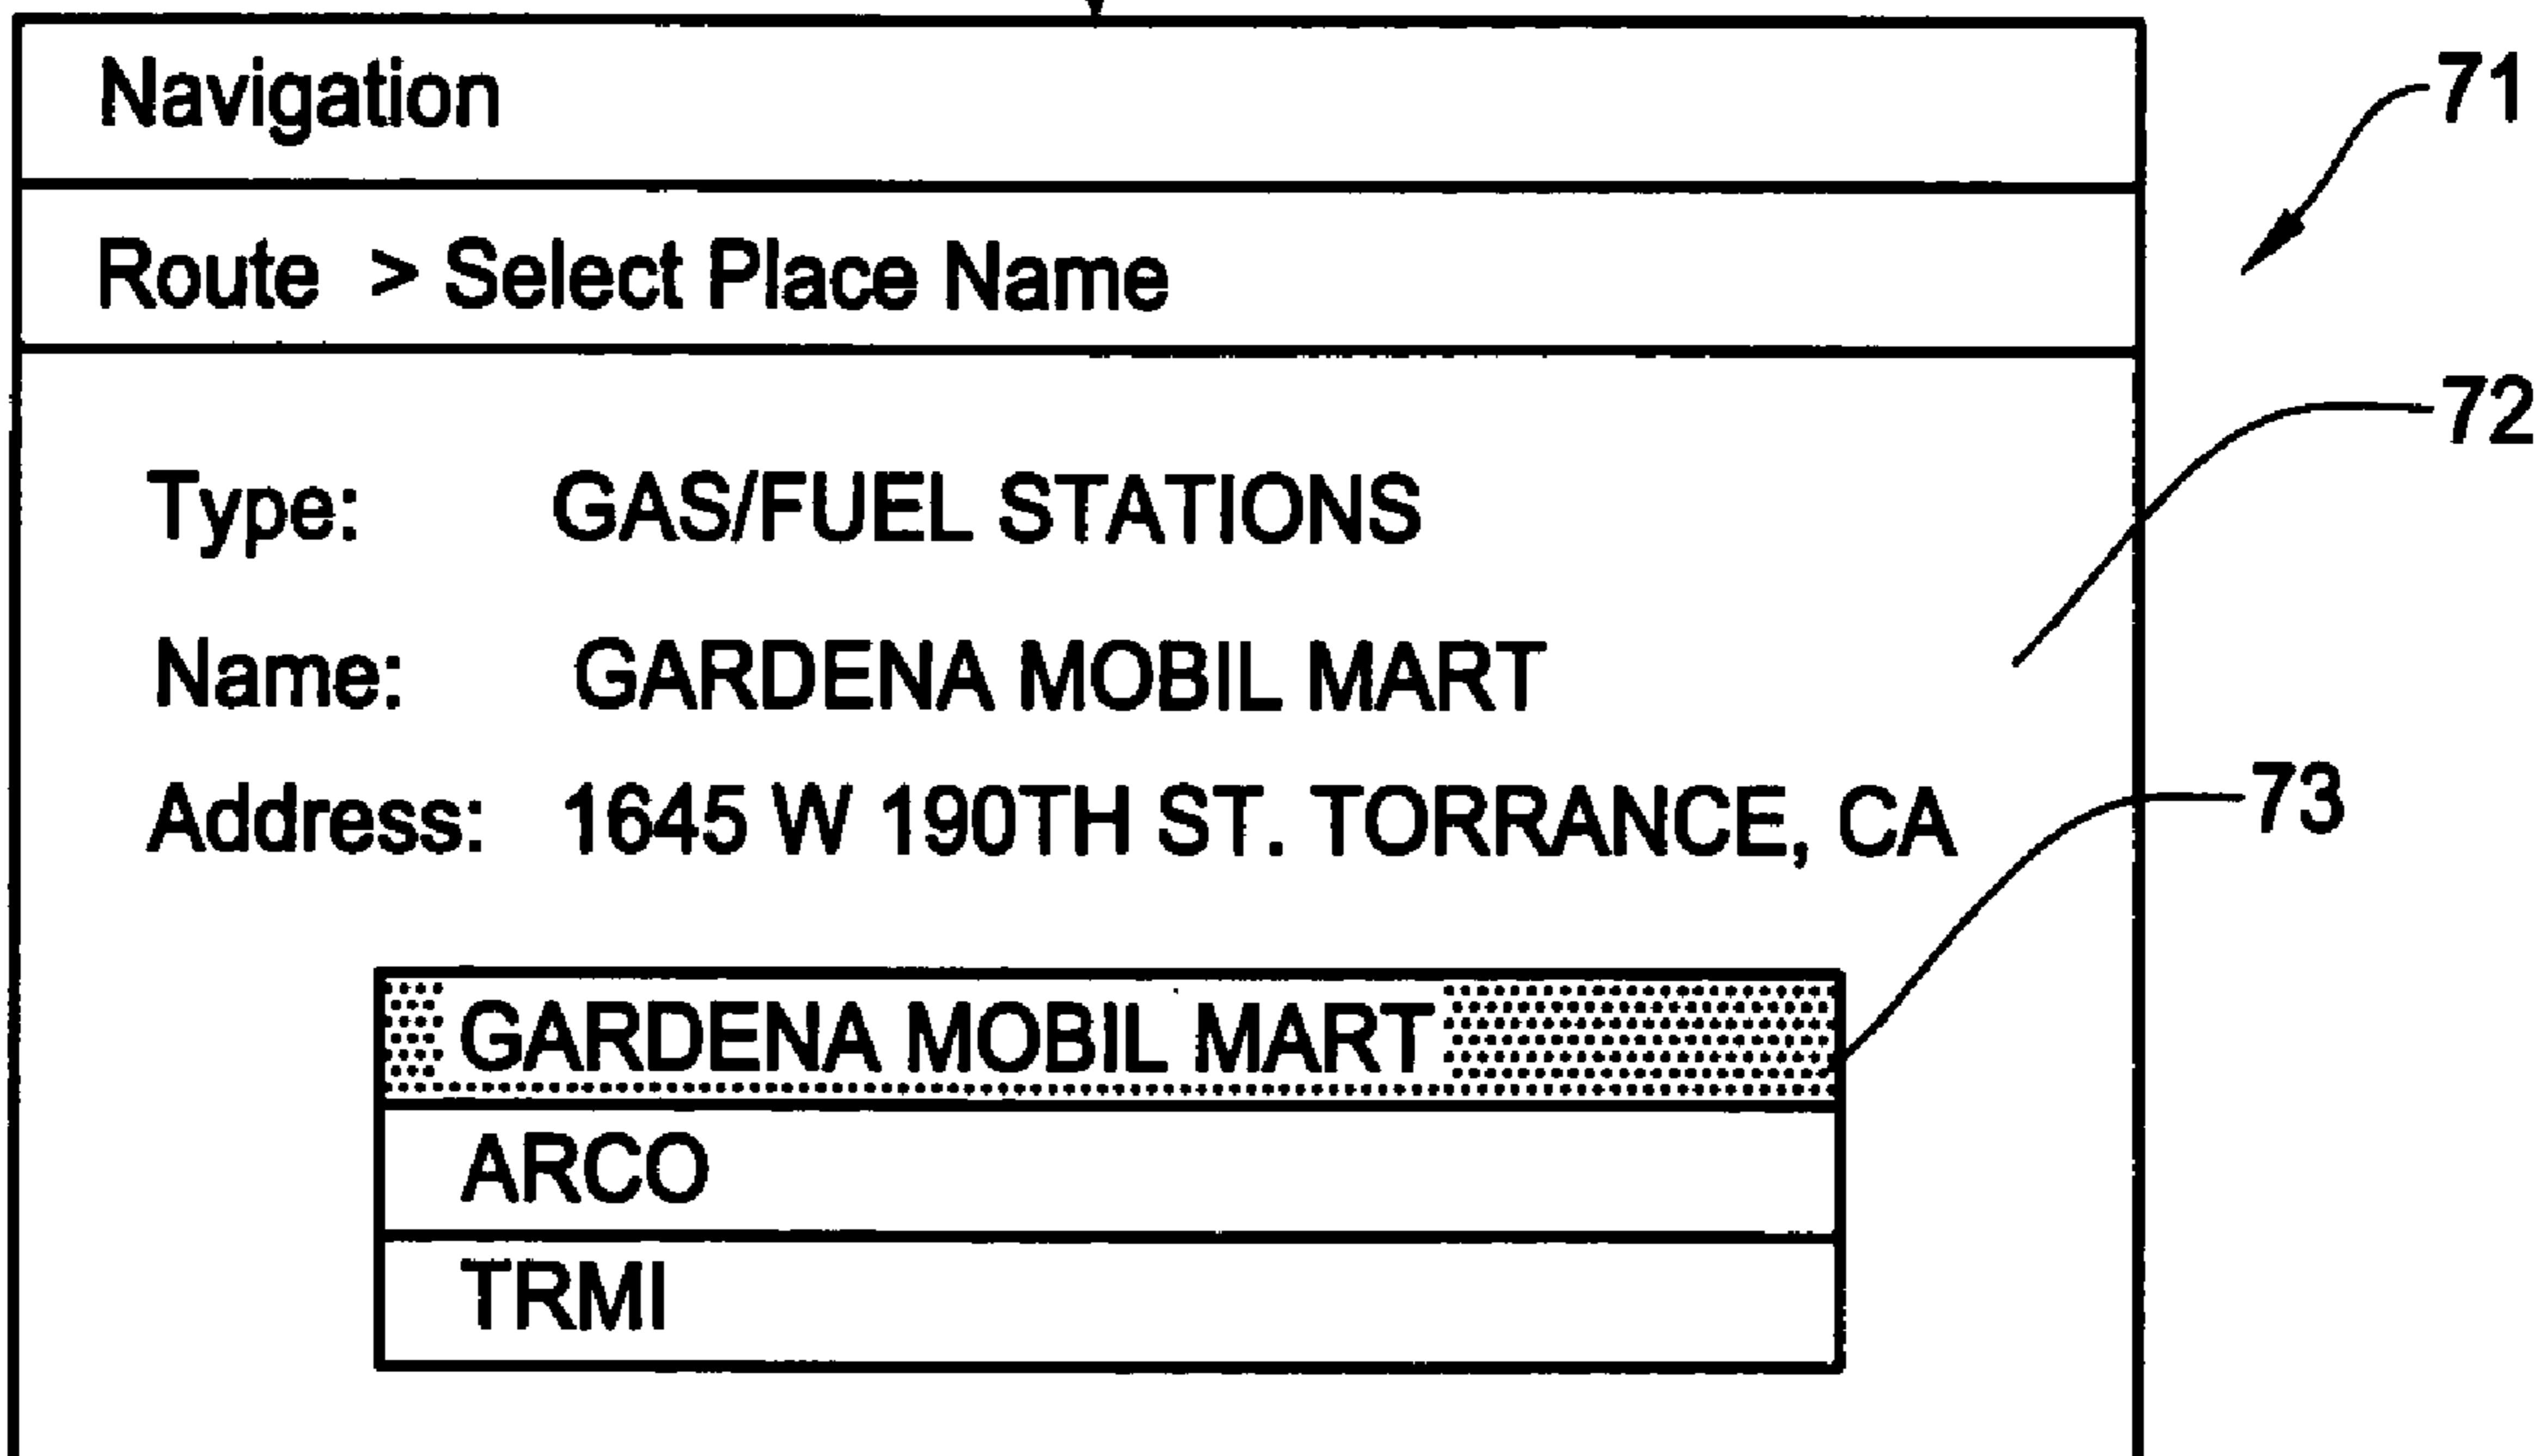 Navigation
71
Route > Select Place Name
72
Type: GAS/FUEL STATIONS
Name: GARDENA MOBIL MART
Address: 1645 W 190TH ST. TORRANCE, CA
73
GARDENA MOBIL MART
ARCO
TRMI